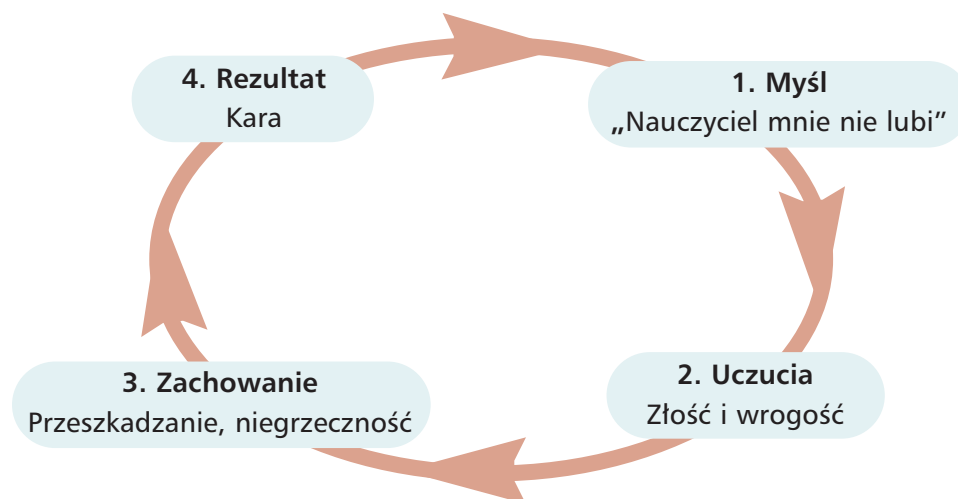 1. Myśl
„Nauczyciel mnie nie lubi”
2. Uczucia
Złość i wrogość
3. Zachowanie
Przeszkadzanie, niegrzeczność
4. Rezultat
Kara